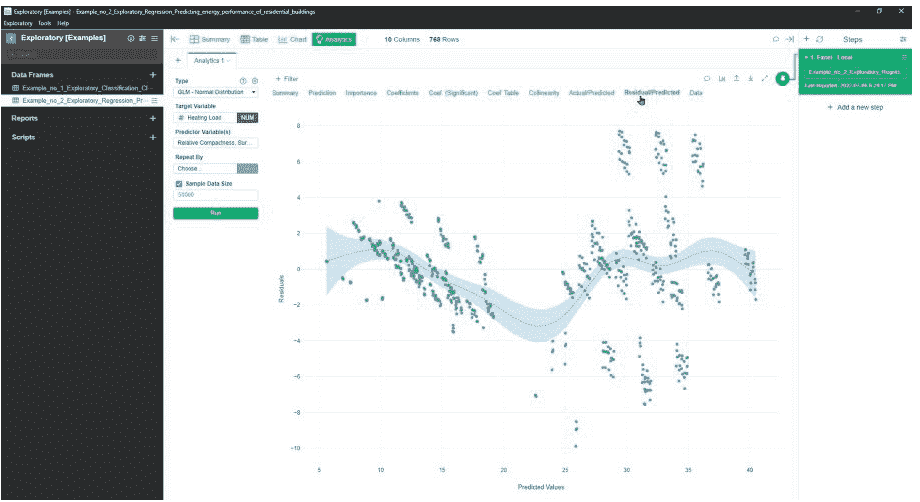 Exploratory [Examples] - Example_no_2_Exploratory_Regression_Predicting_energy_performance_of_residential_buildings
Exploratory Tools Help
Exploratory [Examples]
Data Frames +
Example_no_1_Exploratory_Classification_Cl...
Example_no_2_Exploratory_Regression_Pr...
Reports +
Scripts +
Summary Table Chart Analytics 10 Columns 768 Rows
+ Analytics 1
Type
GLM - Normal Distribution
Target Variable
# Heating Load NUM
Predictor Variable(s)
Relative Compactness, Sur...
Repeat By
Choose...
Sample Data Size
50000
Run
+ Filter
Summary Prediction Importance Coefficients Coef. (Significant) Coef. Table Collinearity Actual/Predicted Residual/Predicted Data
8
6
4
2
0
−2
−4
−6
−8
−10
Residuals
5 10 15 20 25 30 35 40
Predicted Values
Steps
+ Add a new step